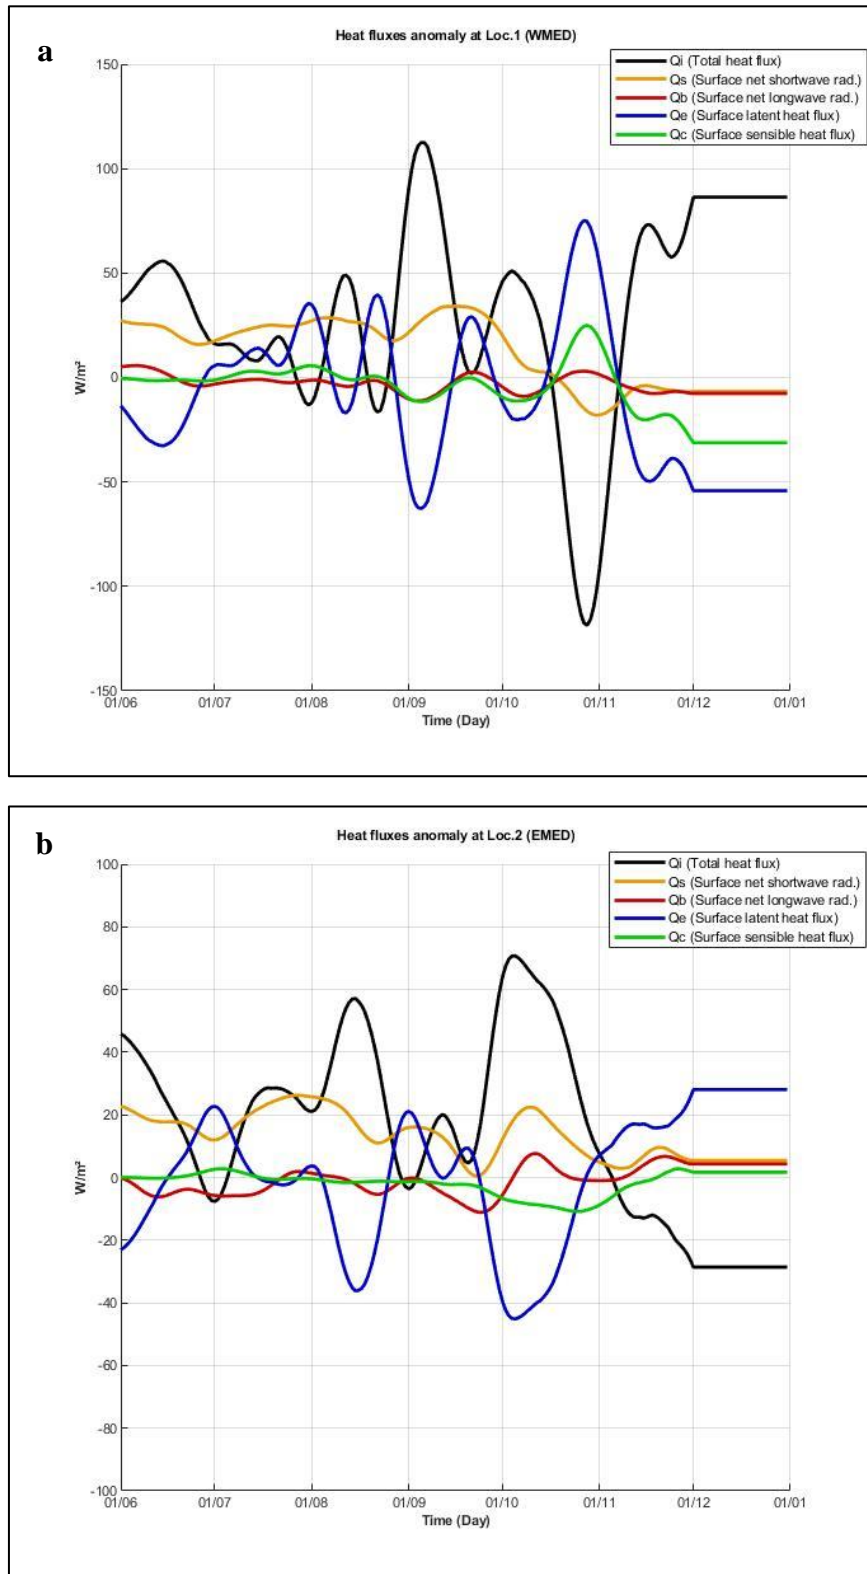 a
Heat fluxes anomaly at Loc.1 (WMED)
Qi (Total heat flux)
Qs (Surface net shortwave rad.)
Qb (Surface net longwave rad.)
Qe (Surface latent heat flux)
Qc (Surface sensible heat flux)
150
100
50
0
-50
-100
-150
W/m²
01/06 01/07 01/08 01/09 01/10 01/11 01/12 01/01
Time (Day)
b
Heat fluxes anomaly at Loc.2 (EMED)
Qi (Total heat flux)
Qs (Surface net shortwave rad.)
Qb (Surface net longwave rad.)
Qe (Surface latent heat flux)
Qc (Surface sensible heat flux)
100
80
60
40
20
0
-20
-40
-60
-80
-100
W/m²
01/06 01/07 01/08 01/09 01/10 01/11 01/12 01/01
Time (Day)